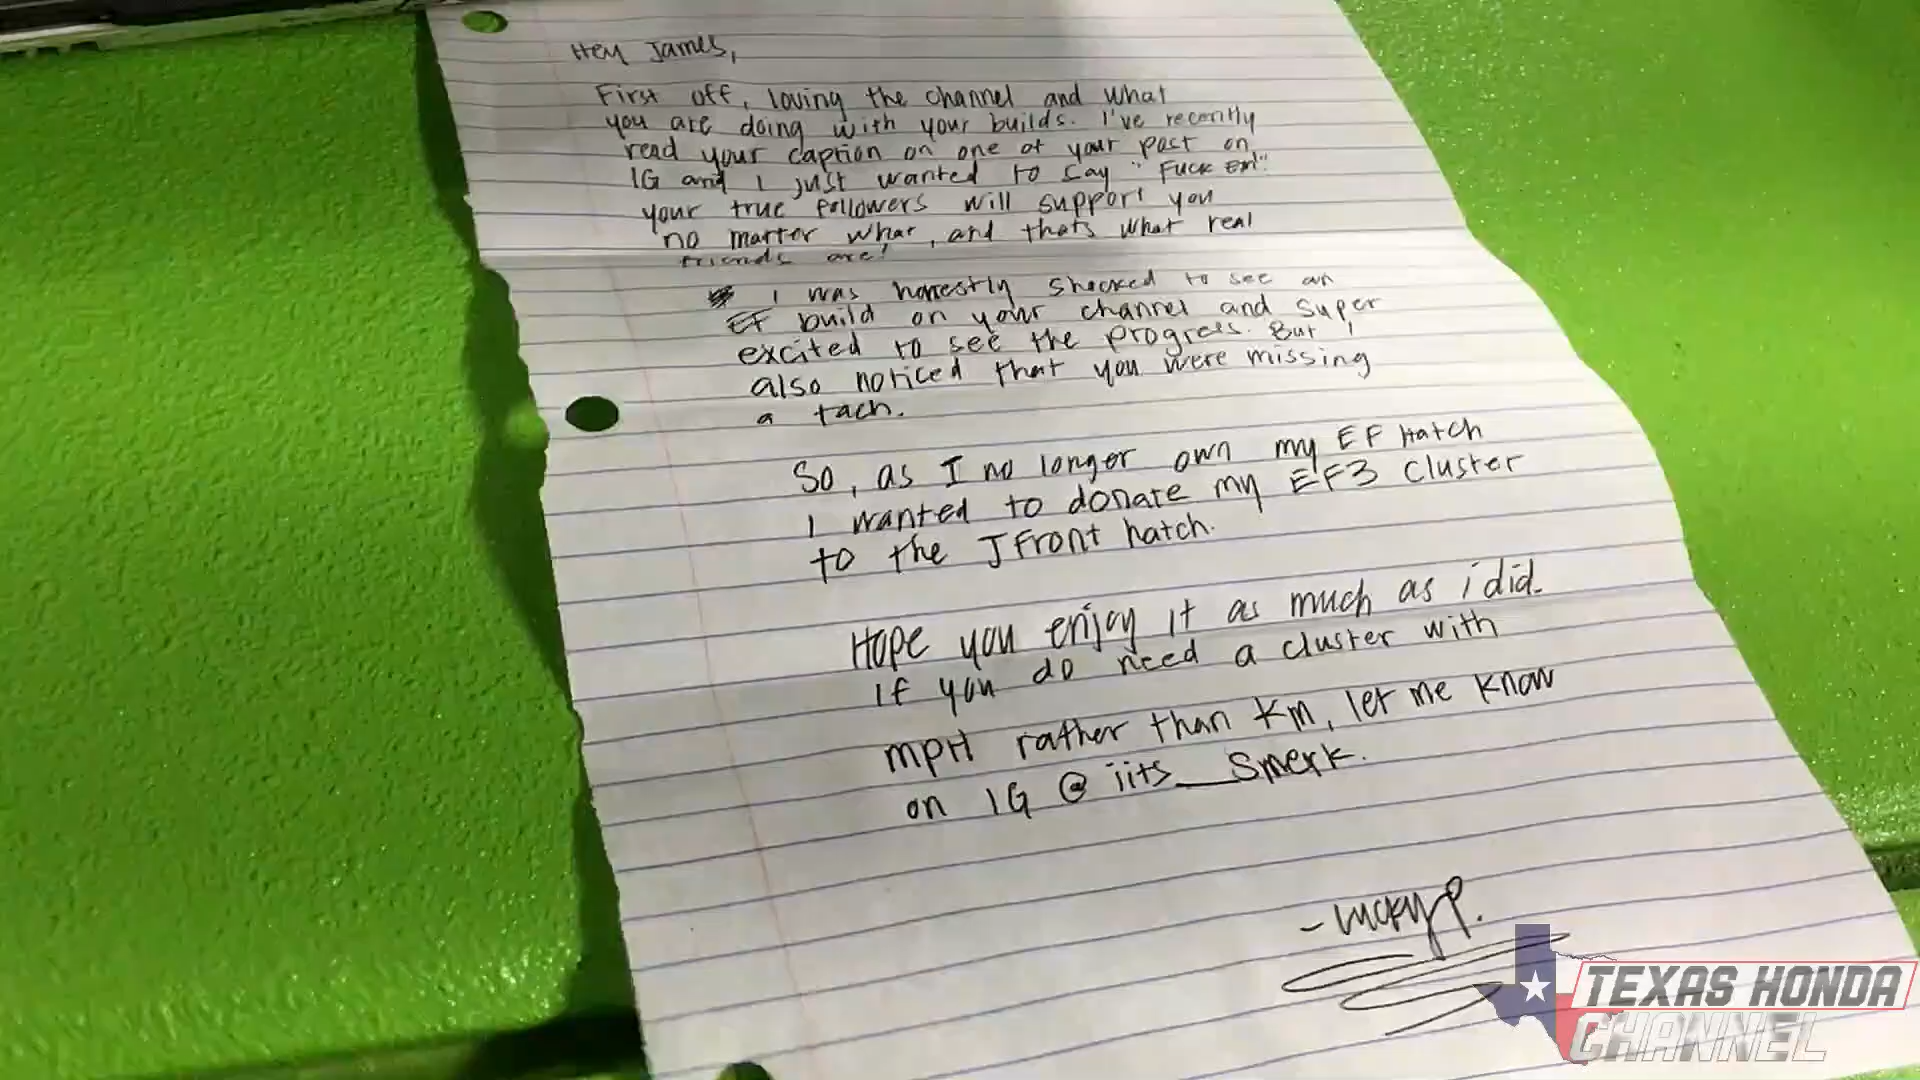 Hey James,
First off, loving the channel and what
you are doing with your builds. I've recently
read your caption on one of your post on
IG and I just wanted to say "Fuck Em!"
your true followers will support you
no matter what, and thats what real
friends are!
I was honestly shocked to see an
EF build on your channel and super
excited to see the progress. But I
also noticed that you were missing
a tach.
So, as I no longer own my EF Hatch
I wanted to donate my EF3 Cluster
to the J Front hatch.
Hope you enjoy it as much as i did.
If you do need a cluster with
MPH rather than KM, let me know
on IG @iits__Smerk.
TEXAS HONDA
CHANNEL